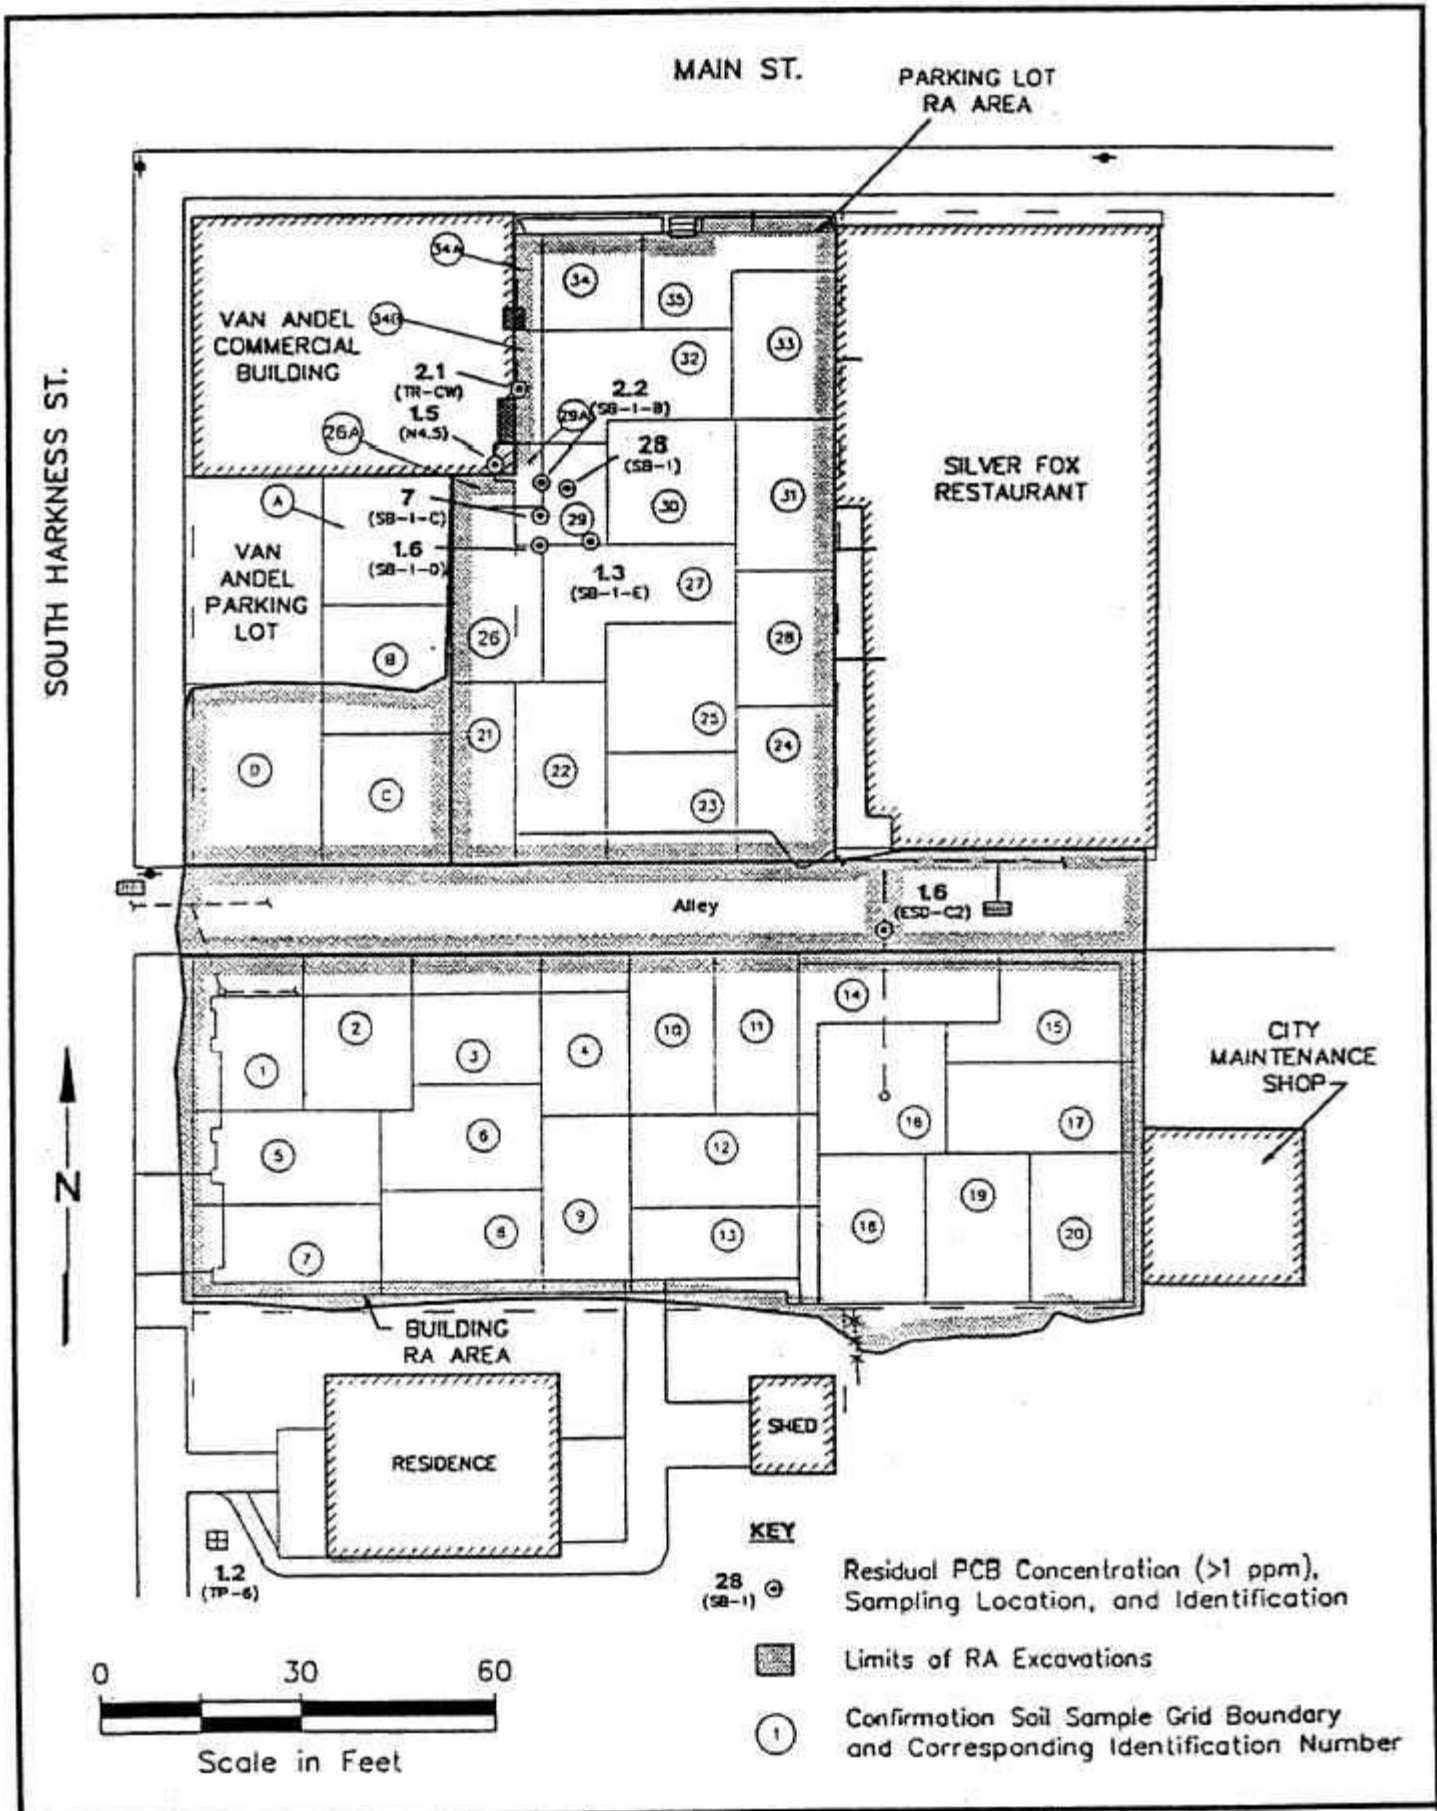 MAIN ST.
PARKING LOT
RA AREA
34A
34
35
VAN ANDEL
COMMERCIAL
BUILDING
34B
33
32
2.1
(TR-CW)
2.2
(SB-1-B)
29A
1.5
(N4.5)
26A
28
(SB-1)
SILVER FOX
RESTAURANT
SOUTH HARKNESS ST.
A
7
(SB-1-C)
30
31
29
1.6
(SB-1-D)
VAN
ANDEL
PARKING
LOT
1.3
(SB-1-E)
27
26
28
B
21
25
24
D
C
22
23
Alley
1.6
(ESD-C2)
1
2
3
4
10
11
14
15
CITY
MAINTENANCE
SHOP
5
6
12
16
17
7
8
9
13
18
19
20
N
BUILDING
RA AREA
RESIDENCE
SHED
1.2
(TP-6)
KEY
28
(SB-1)
Residual PCB Concentration (>1 ppm),
Sampling Location, and Identification
Limits of RA Excavations
1
Confirmation Soil Sample Grid Boundary
and Corresponding Identification Number
0 30 60
Scale in Feet